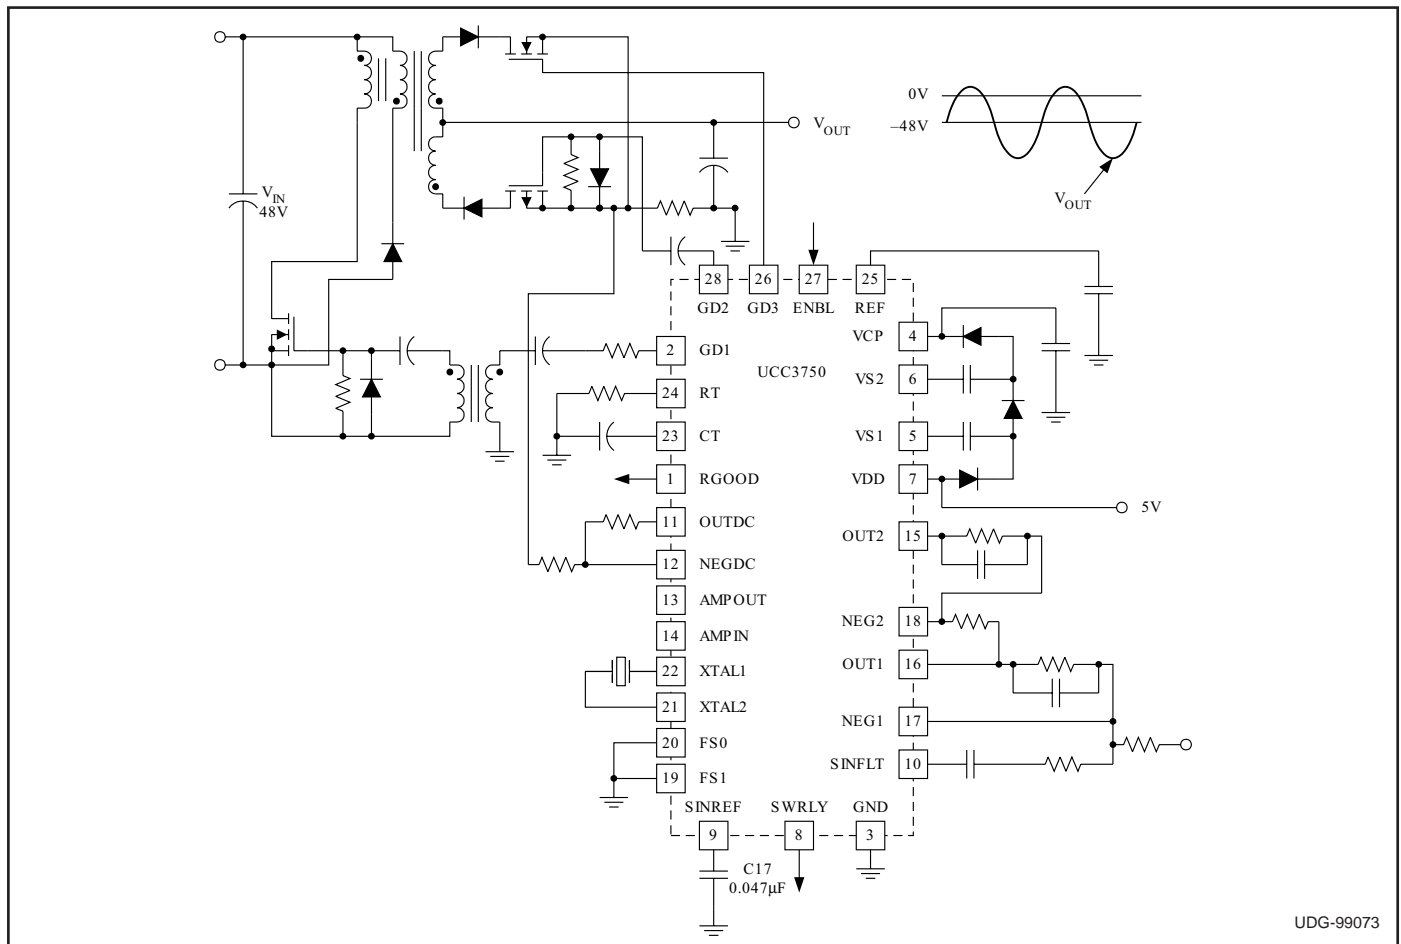 0V
–48V
V_OUT
V_OUT
V_IN
48V
28
26
27
25
GD2
GD3
ENBL
REF
4
VCP
2
GD1
UCC3750
6
VS2
24
RT
23
CT
5
VS1
1
RGOOD
7
VDD
5V
11
OUTDC
15
OUT2
12
NEGDC
13
AMPOUT
18
NEG2
14
AMPIN
16
OUT1
22
XTAL1
21
XTAL2
17
NEG1
20
FS0
10
SINFLT
19
FS1
SINREF
SWRLY
GND
9
8
3
C17
0.047µF
UDG-99073